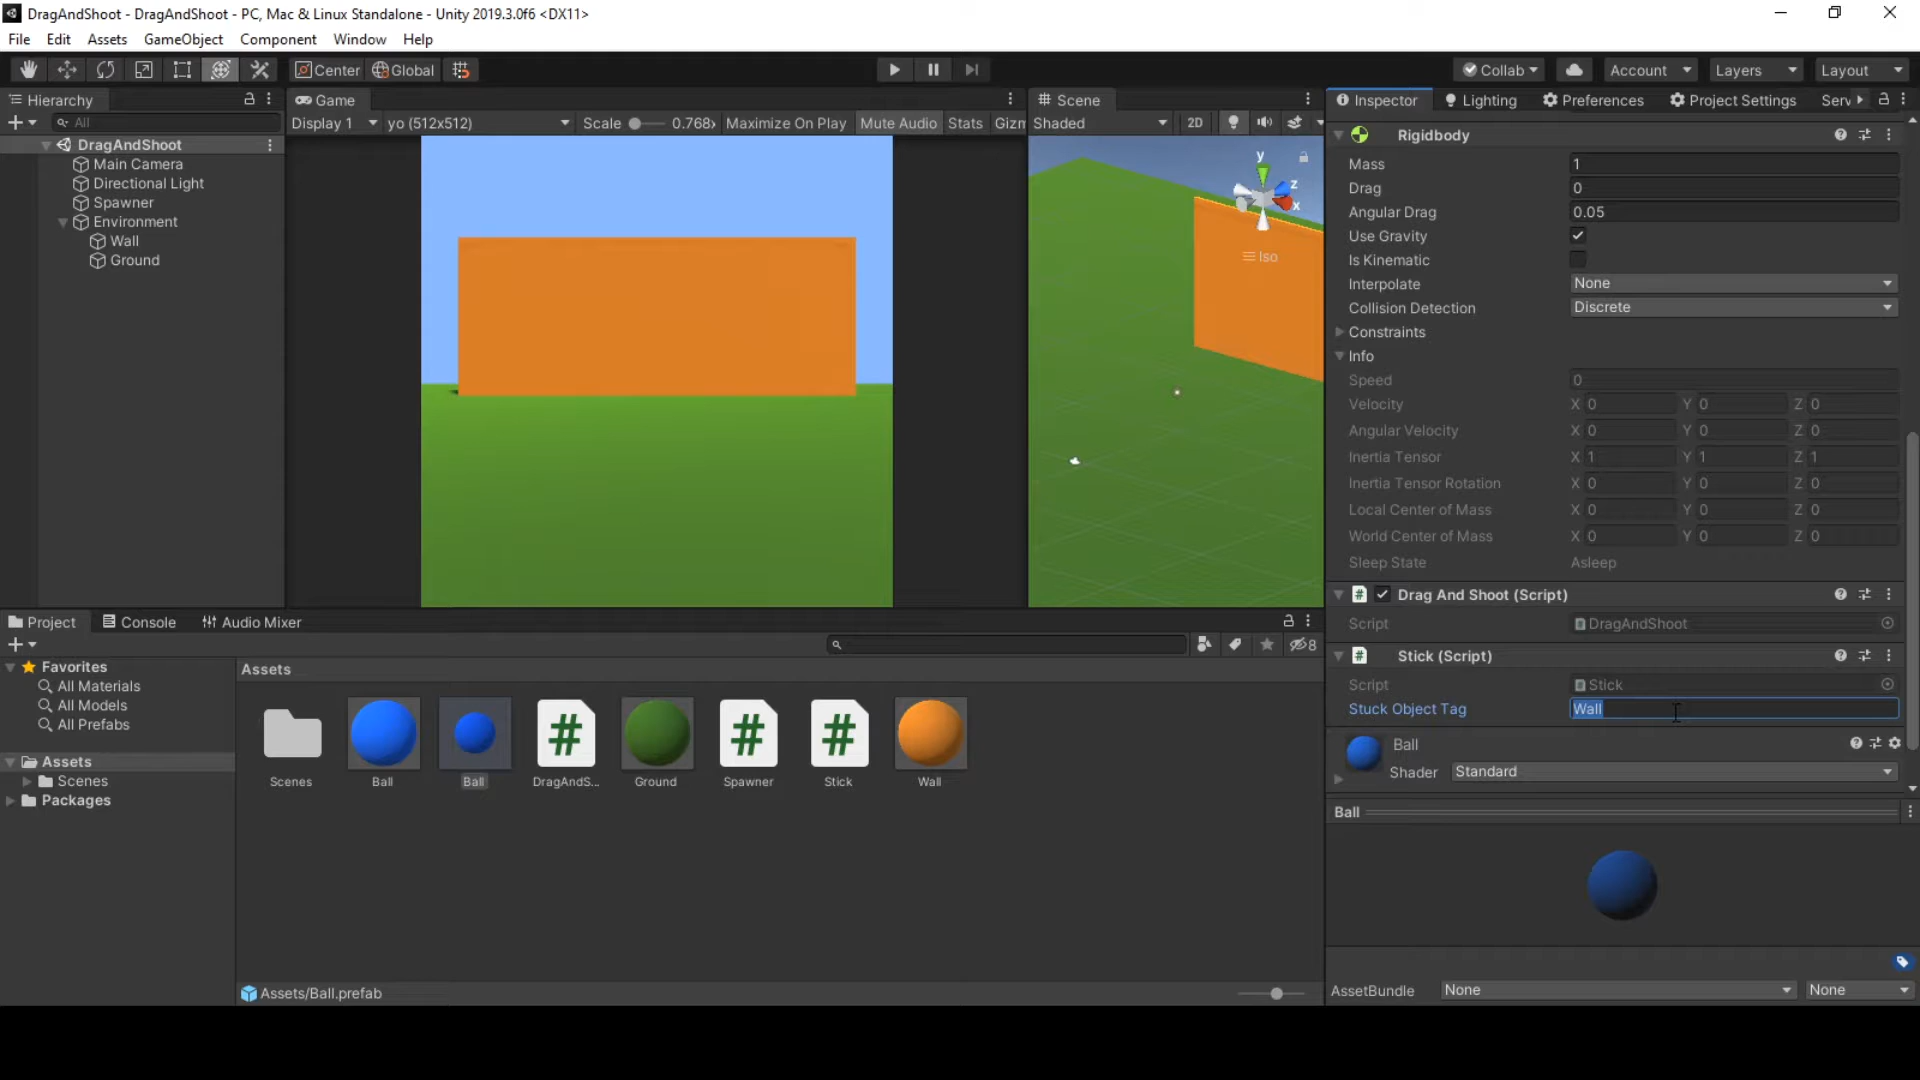 DragAndShoot - DragAndShoot - PC, Mac & Linux Standalone - Unity 2019.3.0f6 <DX11>
File Edit Assets GameObject Component Window Help
Center Global Collab Account Layers Layout
Hierarchy
All
DragAndShoot
Main Camera
Directional Light
Spawner
Environment
Wall
Ground
Game
Display 1 yo (512x512) Scale 0.768x Maximize On Play Mute Audio Stats Gizm
Scene
Shaded 2D
y
z
x
Iso
Inspector Lighting Preferences Project Settings Serv
Rigidbody
Mass 1
Drag 0
Angular Drag 0.05
Use Gravity
Is Kinematic
Interpolate None
Collision Detection Discrete
Constraints
Info
Speed 0
Velocity X 0 Y 0 Z 0
Angular Velocity X 0 Y 0 Z 0
Inertia Tensor X 1 Y 1 Z 1
Inertia Tensor Rotation X 0 Y 0 Z 0
Local Center of Mass X 0 Y 0 Z 0
World Center of Mass X 0 Y 0 Z 0
Sleep State Asleep
# Drag And Shoot (Script)
Script DragAndShoot
# Stick (Script)
Script Stick
Stuck Object Tag Wall
Ball
Shader Standard
Ball
AssetBundle None None
Project Console Audio Mixer
8
Favorites
All Materials
All Models
All Prefabs
Assets
Scenes
Packages
Assets
# # #
Scenes Ball Ball DragAndS... Ground Spawner Stick Wall
Assets/Ball.prefab